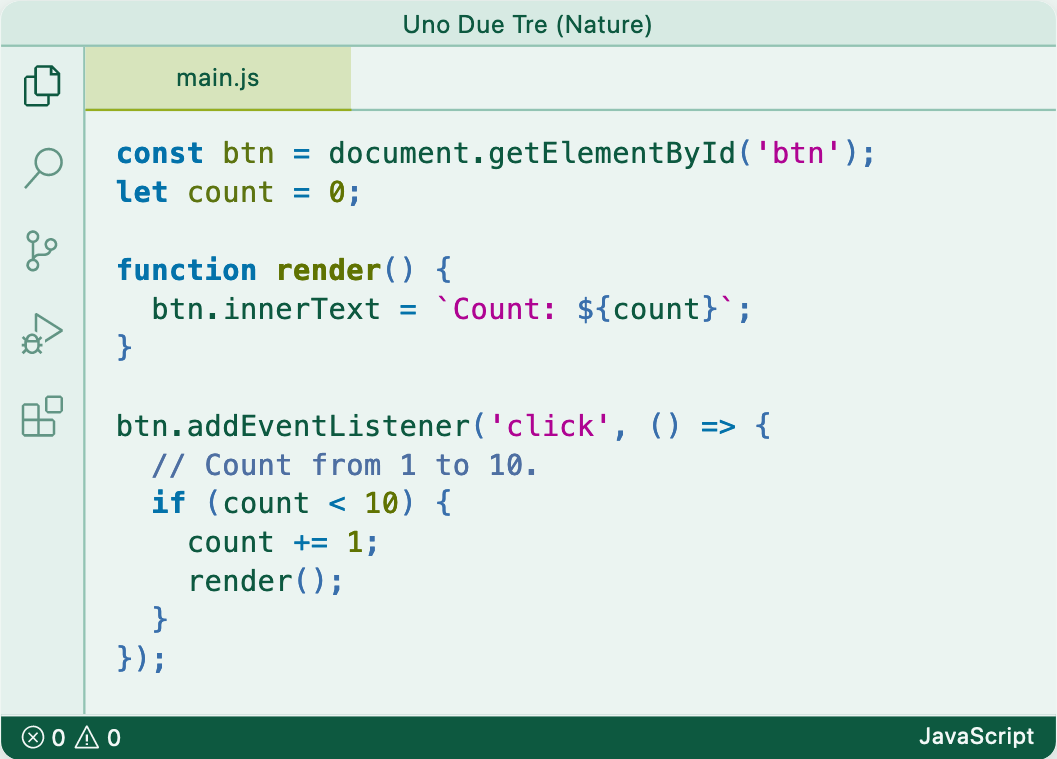 Uno Due Tre (Nature)
main.js
const btn = document.getElementById('btn');
let count = 0;
function render() {
  btn.innerText = `Count: ${count}`;
}
btn.addEventListener('click', () => {
  // Count from 1 to 10.
  if (count < 10) {
    count += 1;
    render();
  }
});
0 0 JavaScript